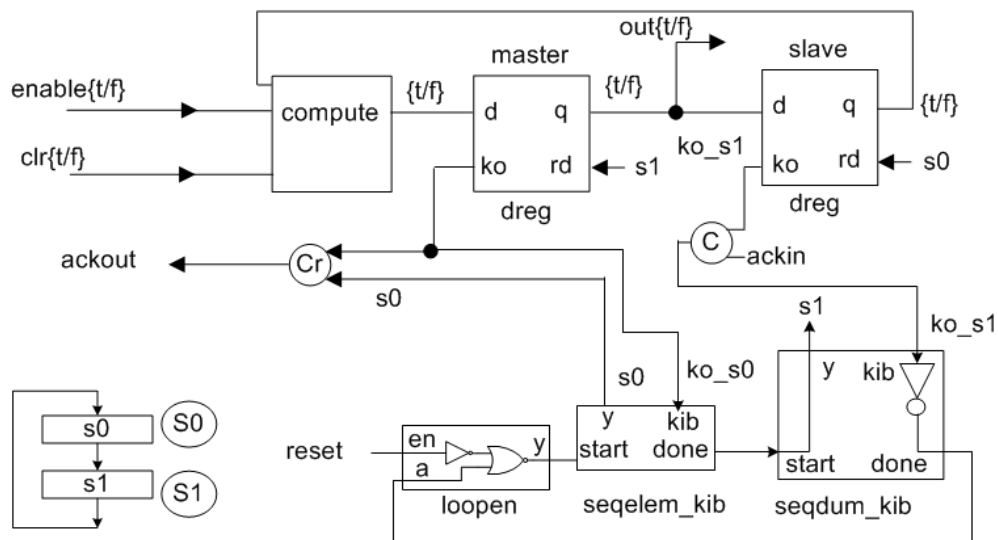 out{t/f}
master
slave
enable{t/f}
compute
{t/f}
d q
{t/f}
d q
{t/f}
clr{t/f}
ko rd
s1
ko_s1
ko rd
s0
dreg
dreg
ackout
Cr
s0
C
ackin
s1
ko_s1
s0
ko_s0
y
kib
s0
S0
s1
S1
reset
en
a
y
loopen
y
kib
start done
seqelem_kib
start done
seqdum_kib